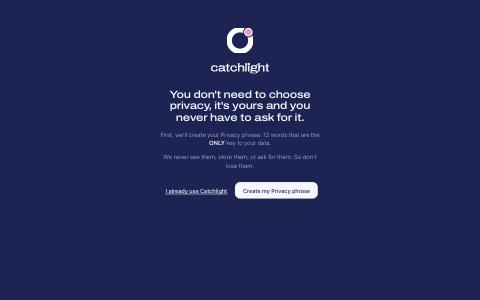 catchlight
You don't need to choose
privacy, it's yours and you
never have to ask for it.
First, we'll create your Privacy phrase: 12 words that are the
ONLY key to your data.
We never see them, store them, or ask for them. So don't
lose them.
I already use Catchlight
Create my Privacy phrase